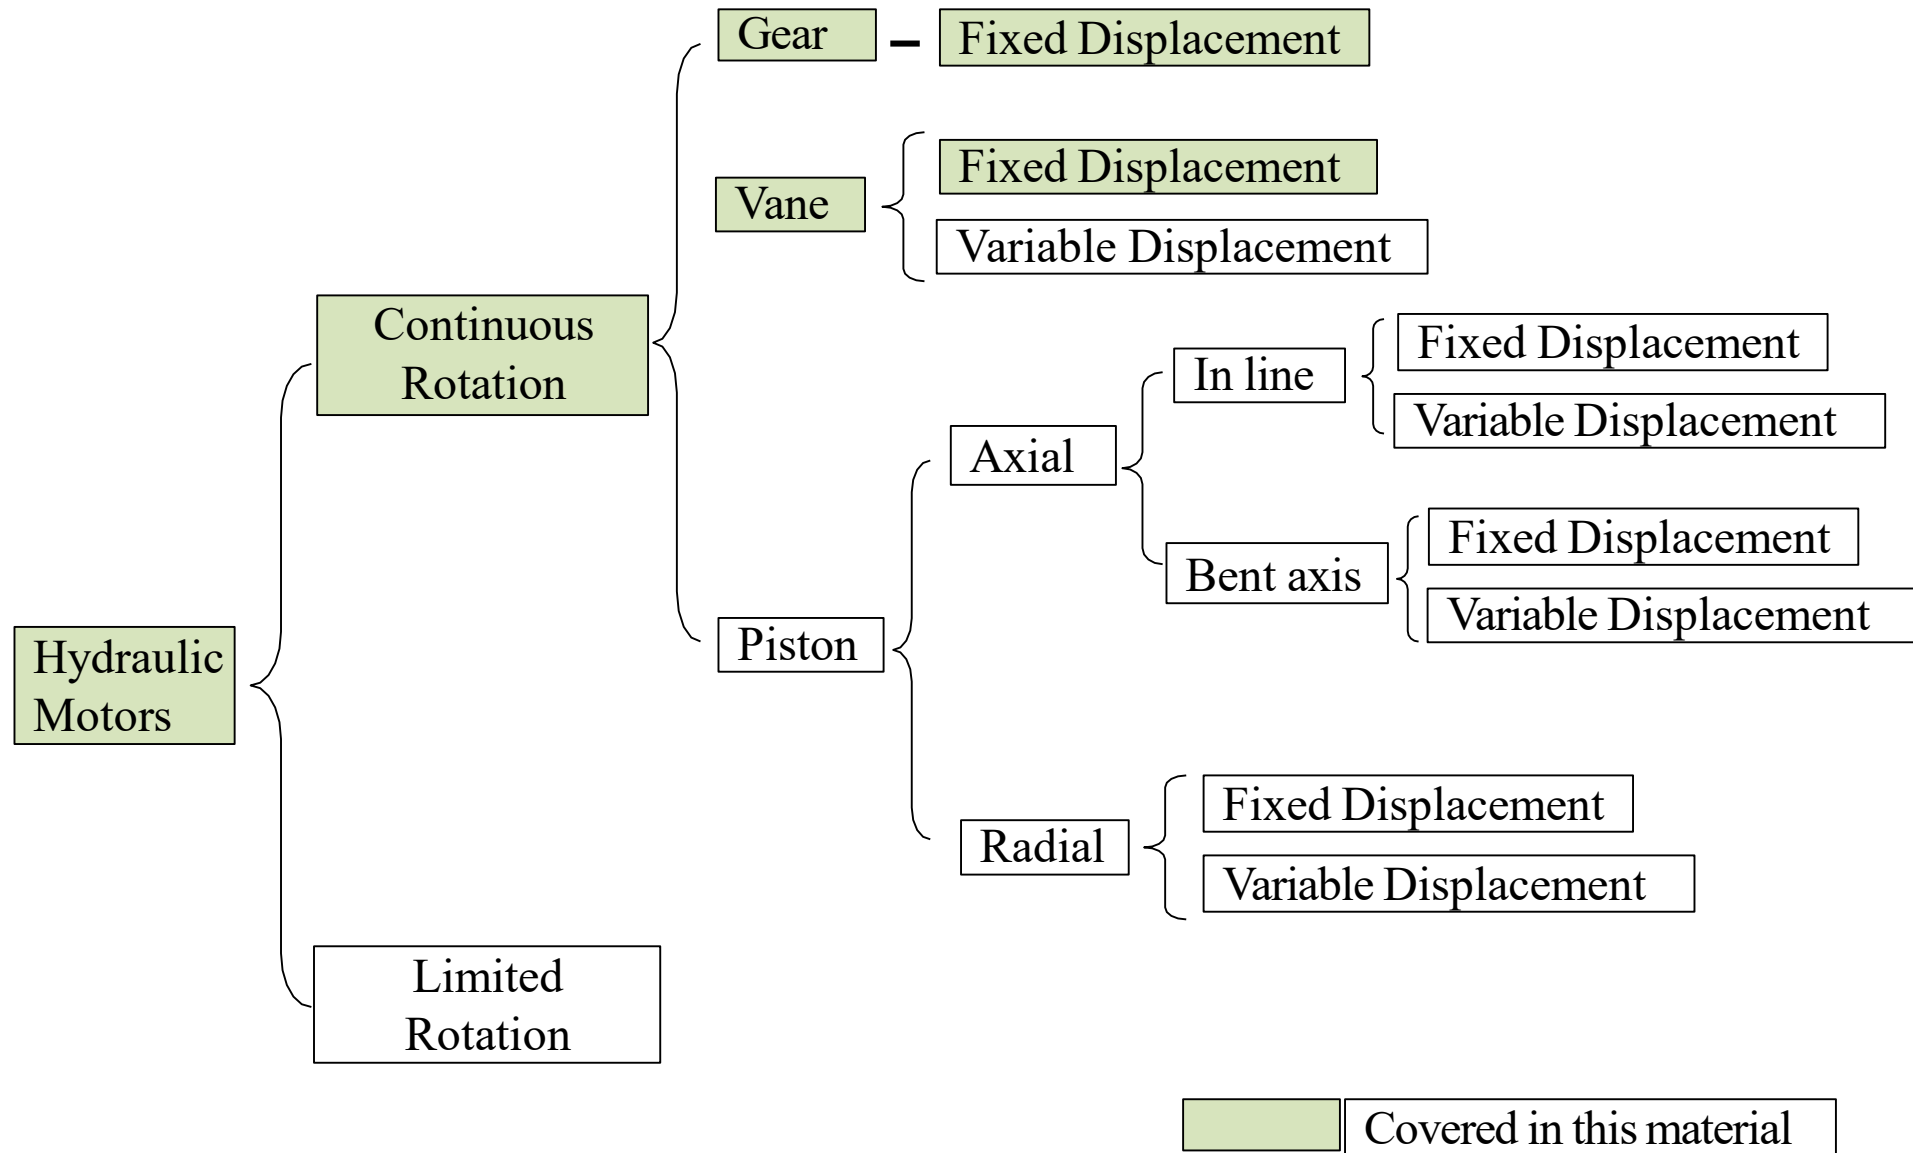 Gear – Fixed Displacement
Fixed Displacement
Vane
Variable Displacement
Continuous
Rotation
Fixed Displacement
In line
Variable Displacement
Axial
Fixed Displacement
Bent axis
Variable Displacement
Piston
Hydraulic
Motors
Fixed Displacement
Radial
Variable Displacement
Limited
Rotation
Covered in this material